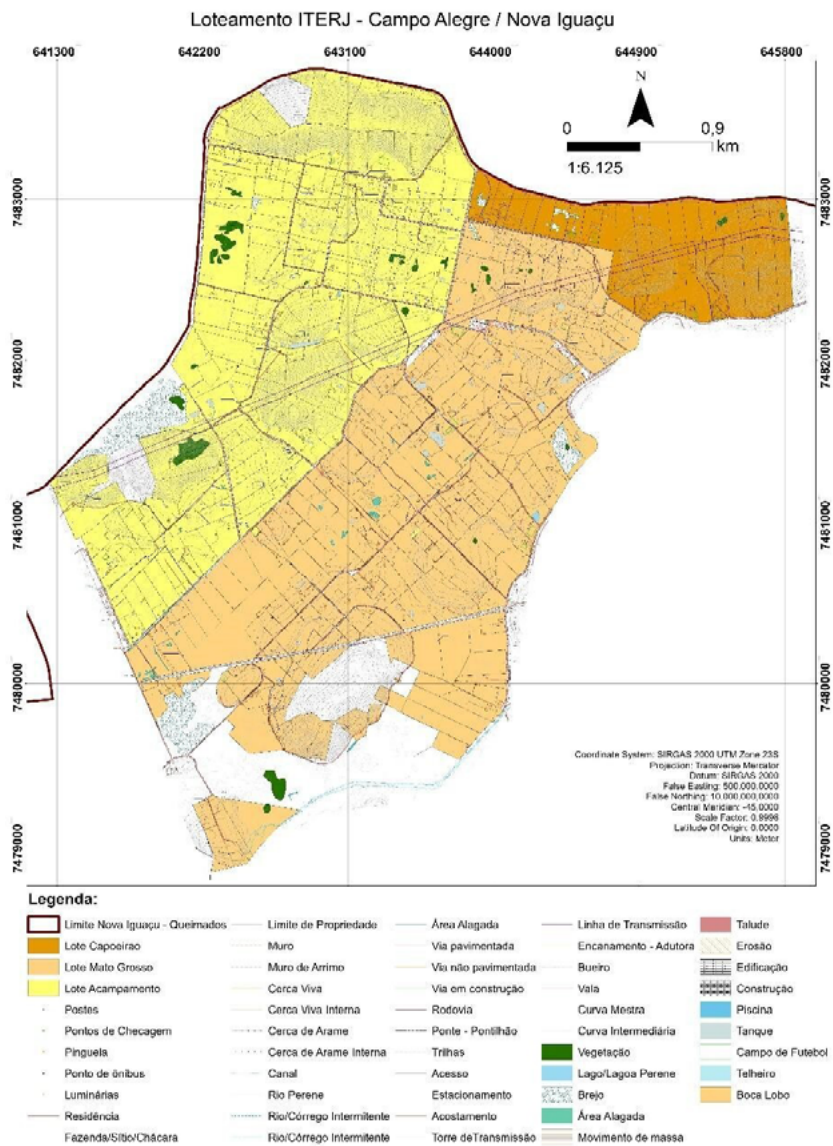 Loteamento ITERJ - Campo Alegre / Nova Iguaçu
641300 642200 643100 644000 644900 645800
N
0 0,9
km
1:6.125
7483000 7483000
7482000 7482000
7481000 7481000
7480000 7480000
7479000 7479000
Coordinate System: SIRGAS 2000 UTM Zone 23S
Projection: Transverse Mercator
Datum: SIRGAS 2000
False Easting: 500.000,0000
False Northing: 10.000.000,0000
Central Meridian: -45,0000
Scale Factor: 0,9996
Latitude Of Origin: 0,0000
Units: Meter
Legenda:
Limite Nova Iguaçu - Queimados
Lote Capoeirao
Lote Mato Grosso
Lote Acampamento
Postes
Pontos de Checagem
Pinguela
Ponto de ônibus
Luminárias
Residência
Fazenda/Sítio/Chácara
Limite de Propriedade
Muro
Muro de Arrimo
Cerca Viva
Cerca Viva Interna
Cerca de Arame
Cerca de Arame Interna
Canal
Rio Perene
Rio/Córrego Intermitente
Rio/Córrego Intermitente
Área Alagada
Via pavimentada
Via não pavimentada
Via em construção
Rodovia
Ponte - Pontilhão
Trilhas
Acesso
Estacionamento
Acostamento
Torre deTransmissão
Linha de Transmissão
Encanamento - Adutora
Bueiro
Vala
Curva Mestra
Curva Intermediária
Vegetação
Lago/Lagoa Perene
Brejo
Área Alagada
Movimento de massa
Talude
Erosão
Edificação
Construção
Piscina
Tanque
Campo de Futebol
Telheiro
Boca Lobo